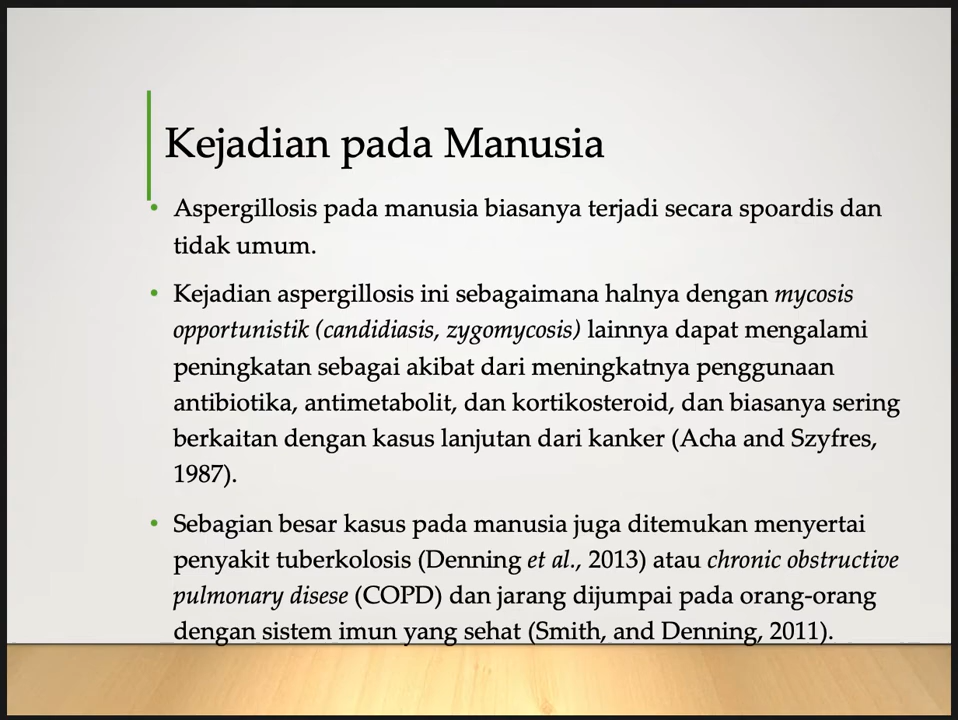 Kejadian pada Manusia
• Aspergillosis pada manusia biasanya terjadi secara spoardis dan
tidak umum.
• Kejadian aspergillosis ini sebagaimana halnya dengan mycosis
opportunistik (candidiasis, zygomycosis) lainnya dapat mengalami
peningkatan sebagai akibat dari meningkatnya penggunaan
antibiotika, antimetabolit, dan kortikosteroid, dan biasanya sering
berkaitan dengan kasus lanjutan dari kanker (Acha and Szyfres,
1987).
• Sebagian besar kasus pada manusia juga ditemukan menyertai
penyakit tuberkolosis (Denning et al., 2013) atau chronic obstructive
pulmonary disese (COPD) dan jarang dijumpai pada orang-orang
dengan sistem imun yang sehat (Smith, and Denning, 2011).